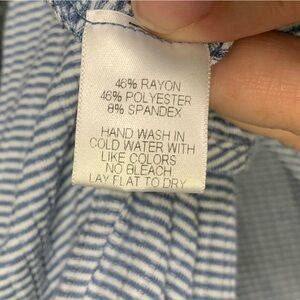 46% RAYON
46% POLYESTER
8% SPANDEX
HAND WASH IN
COLD WATER WITH
LIKE COLORS
NO BLEACH
LAY FLAT TO DRY